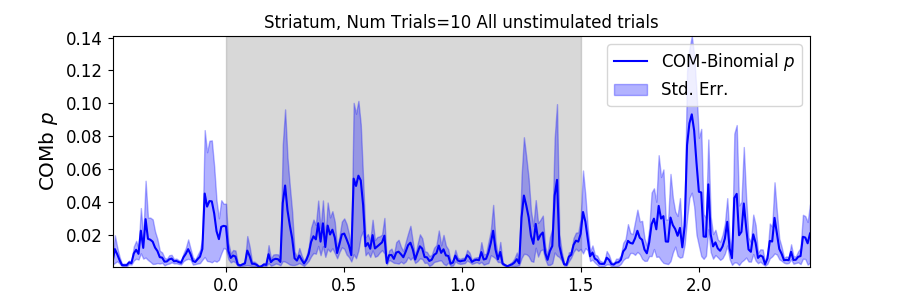 Striatum, Num Trials=10 All unstimulated trials
COMb p
0.14
0.12
0.10
0.08
0.06
0.04
0.02
COM-Binomial p
Std. Err.
0.0 0.5 1.0 1.5 2.0